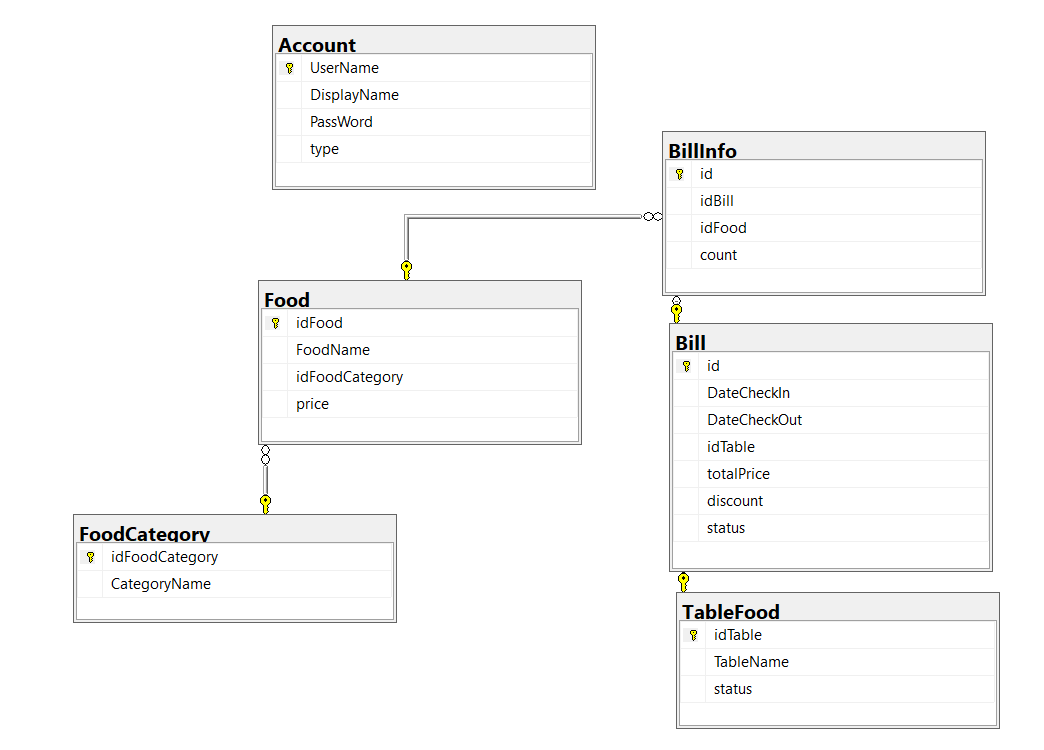 Account
UserName
DisplayName
PassWord
type
BillInfo
id
idBill
idFood
count
Food
idFood
FoodName
idFoodCategory
price
Bill
id
DateCheckIn
DateCheckOut
idTable
totalPrice
discount
status
FoodCategory
idFoodCategory
CategoryName
TableFood
idTable
TableName
status